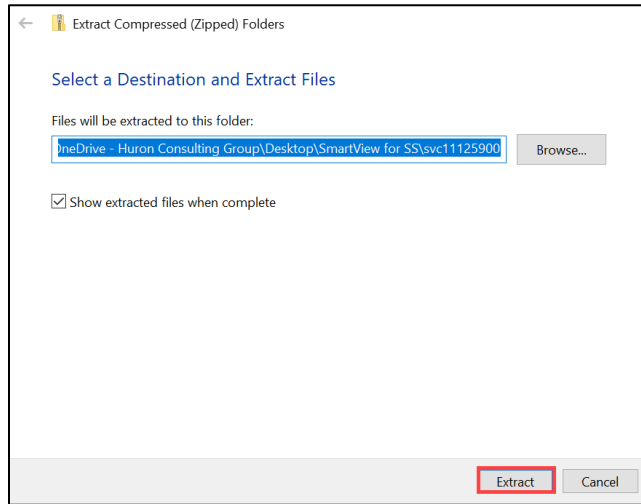 Extract Compressed (Zipped) Folders
Select a Destination and Extract Files
Files will be extracted to this folder:
OneDrive - Huron Consulting Group\Desktop\SmartView for SS\svc11125900
Browse...
Show extracted files when complete
Extract
Cancel